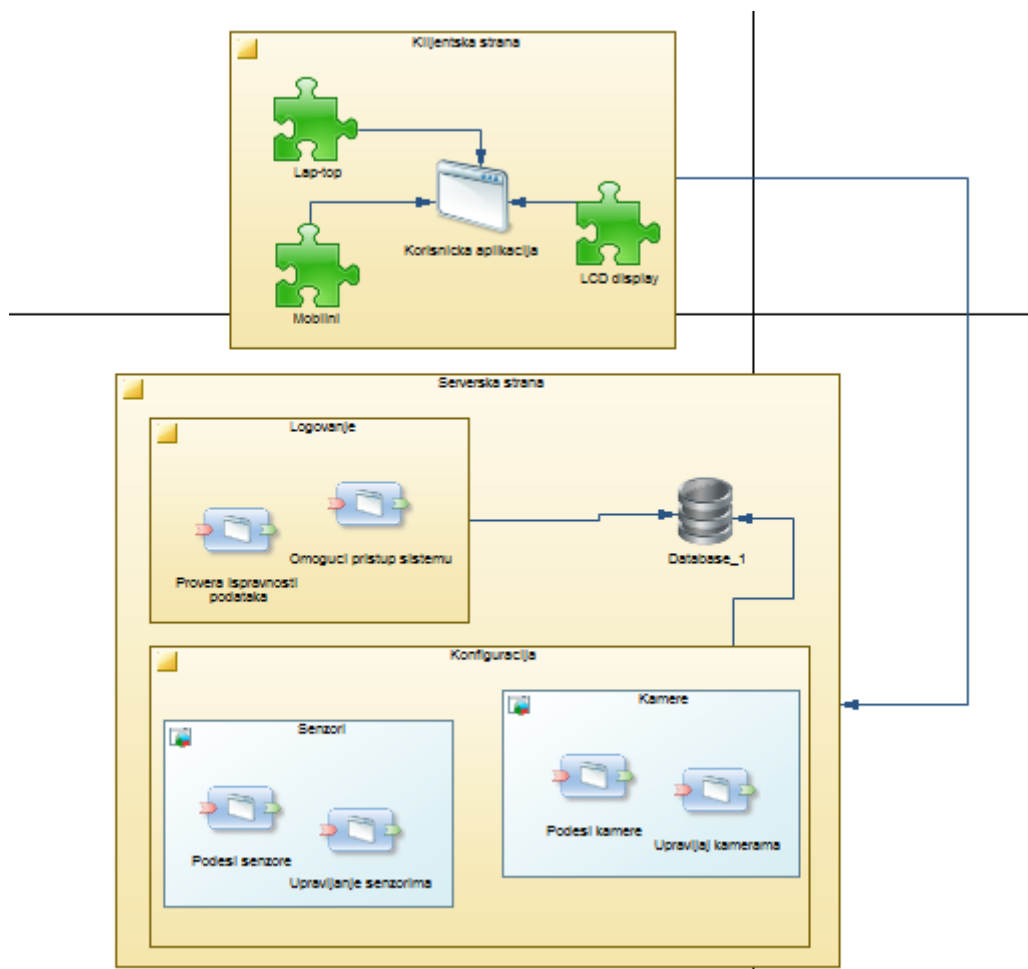 Klijentska strana
Lap-top
Korisnicka aplikacija
LCD display
Mobilni
Serverska strana
Logovanje
Omoguci pristup sistemu
Provera ispravnosti
podataka
Database_1
Konfiguracija
Kamere
Senzori
Podesi kamere
Upravljaj kamerama
Podesi senzore
Upravljanje senzorima